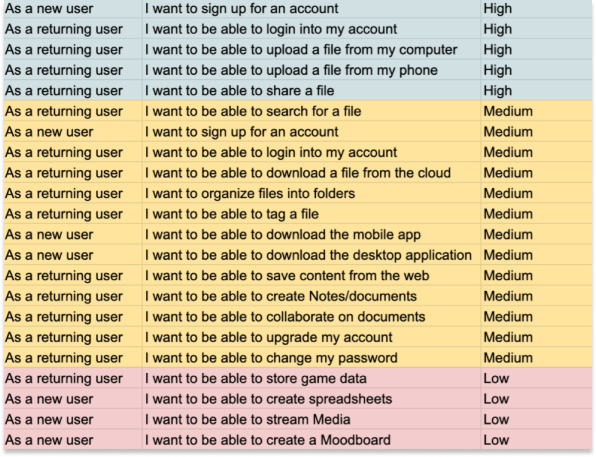 As a new user I want to sign up for an account High
As a returning user I want to be able to login into my account High
As a returning user I want to be able to upload a file from my computer High
As a returning user I want to be able to upload a file from my phone High
As a returning user I want to be able to share a file High
As a returning user I want to be able to search for a file Medium
As a new user I want to sign up for an account Medium
As a returning user I want to be able to login into my account Medium
As a returning user I want to be able to download a file from the cloud Medium
As a returning user I want to organize files into folders Medium
As a returning user I want to be able to tag a file Medium
As a new user I want to be able to download the mobile app Medium
As a new user I want to be able to download the desktop application Medium
As a returning user I want to be able to save content from the web Medium
As a returning user I want to be able to create Notes/documents Medium
As a returning user I want to be able to collaborate on documents Medium
As a returning user I want to be able to upgrade my account Medium
As a returning user I want to be able to change my password Medium
As a returning user I want to be able to store game data Low
As a new user I want to be able to create spreadsheets Low
As a new user I want to be able to stream Media Low
As a new user I want to be able to create a Moodboard Low